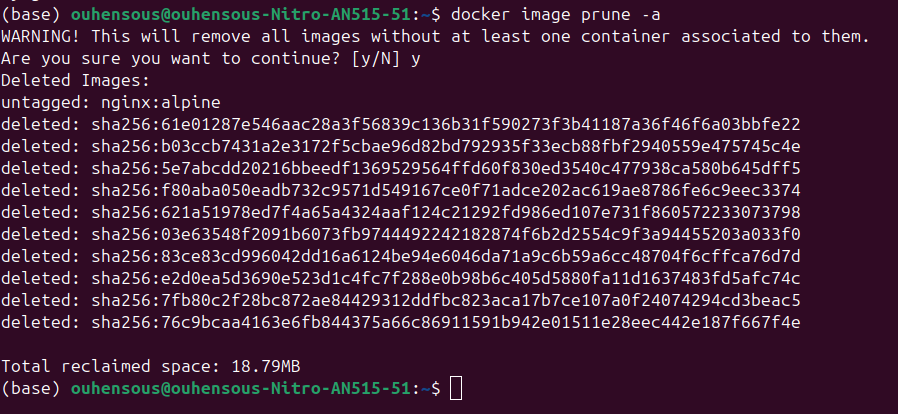 (base) ouhensous@ouhensous-Nitro-AN515-51:~$ docker image prune -a
WARNING! This will remove all images without at least one container associated to them.
Are you sure you want to continue? [y/N] y
Deleted Images:
untagged: nginx:alpine
deleted: sha256:61e01287e546aac28a3f56839c136b31f590273f3b41187a36f46f6a03bbfe22
deleted: sha256:b03ccb7431a2e3172f5cbae96d82bd792935f33ecb88fbf2940559e475745c4e
deleted: sha256:5e7abcdd20216bbeedf1369529564ffd60f830ed3540c477938ca580b645dff5
deleted: sha256:f80aba050eadb732c9571d549167ce0f71adce202ac619ae8786fe6c9eec3374
deleted: sha256:621a51978ed7f4a65a4324aaf124c21292fd986ed107e731f860572233073798
deleted: sha256:03e63548f2091b6073fb9744492242182874f6b2d2554c9f3a94455203a033f0
deleted: sha256:83ce83cd996042dd16a6124be94e6046da71a9c6b59a6cc48704f6cffca76d7d
deleted: sha256:e2d0ea5d3690e523d1c4fc7f288e0b98b6c405d5880fa11d1637483fd5afc74c
deleted: sha256:7fb80c2f28bc872ae84429312ddfbc823aca17b7ce107a0f24074294cd3beac5
deleted: sha256:76c9bcaa4163e6fb844375a66c86911591b942e01511e28eec442e187f667f4e
Total reclaimed space: 18.79MB
(base) ouhensous@ouhensous-Nitro-AN515-51:~$